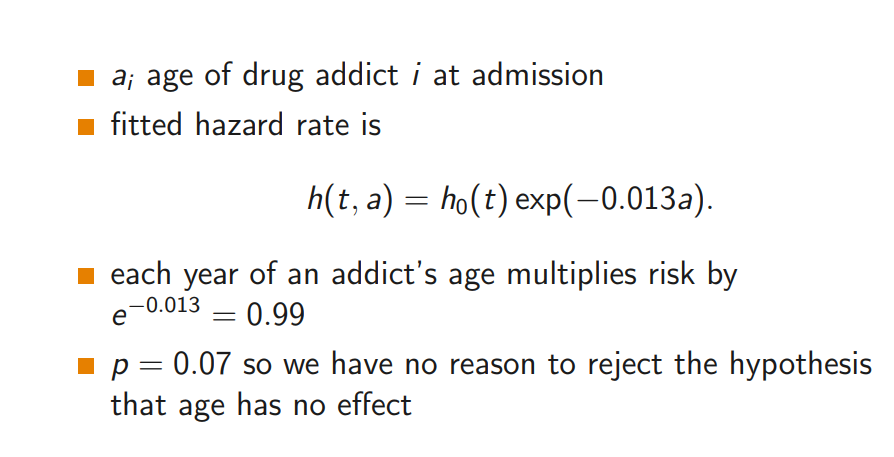 ■ aᵢ age of drug addict i at admission
■ fitted hazard rate is
h(t, a) = h₀(t) exp(−0.013a).
■ each year of an addict's age multiplies risk by
e⁻⁰·⁰¹³ = 0.99
■ p = 0.07 so we have no reason to reject the hypothesis
that age has no effect